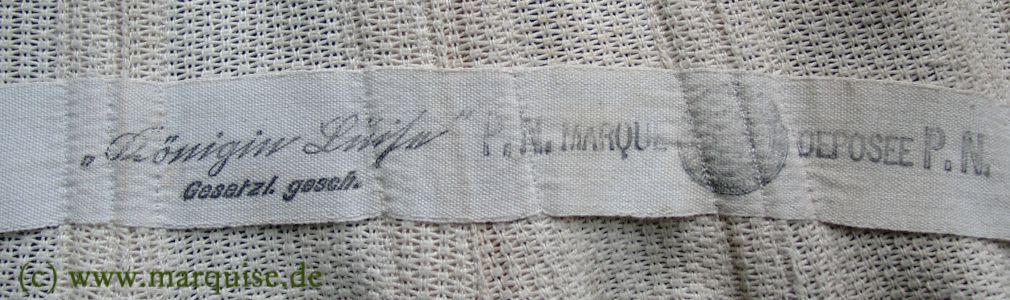 „Königin Luise" P. N. MARQUE DEPOSEE P. N.
Gesetzl. gesch.
(c) www.marquise.de